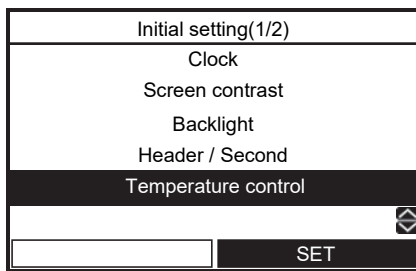 Initial setting(1/2)
Clock
Screen contrast
Backlight
Header / Second
Temperature control
SET